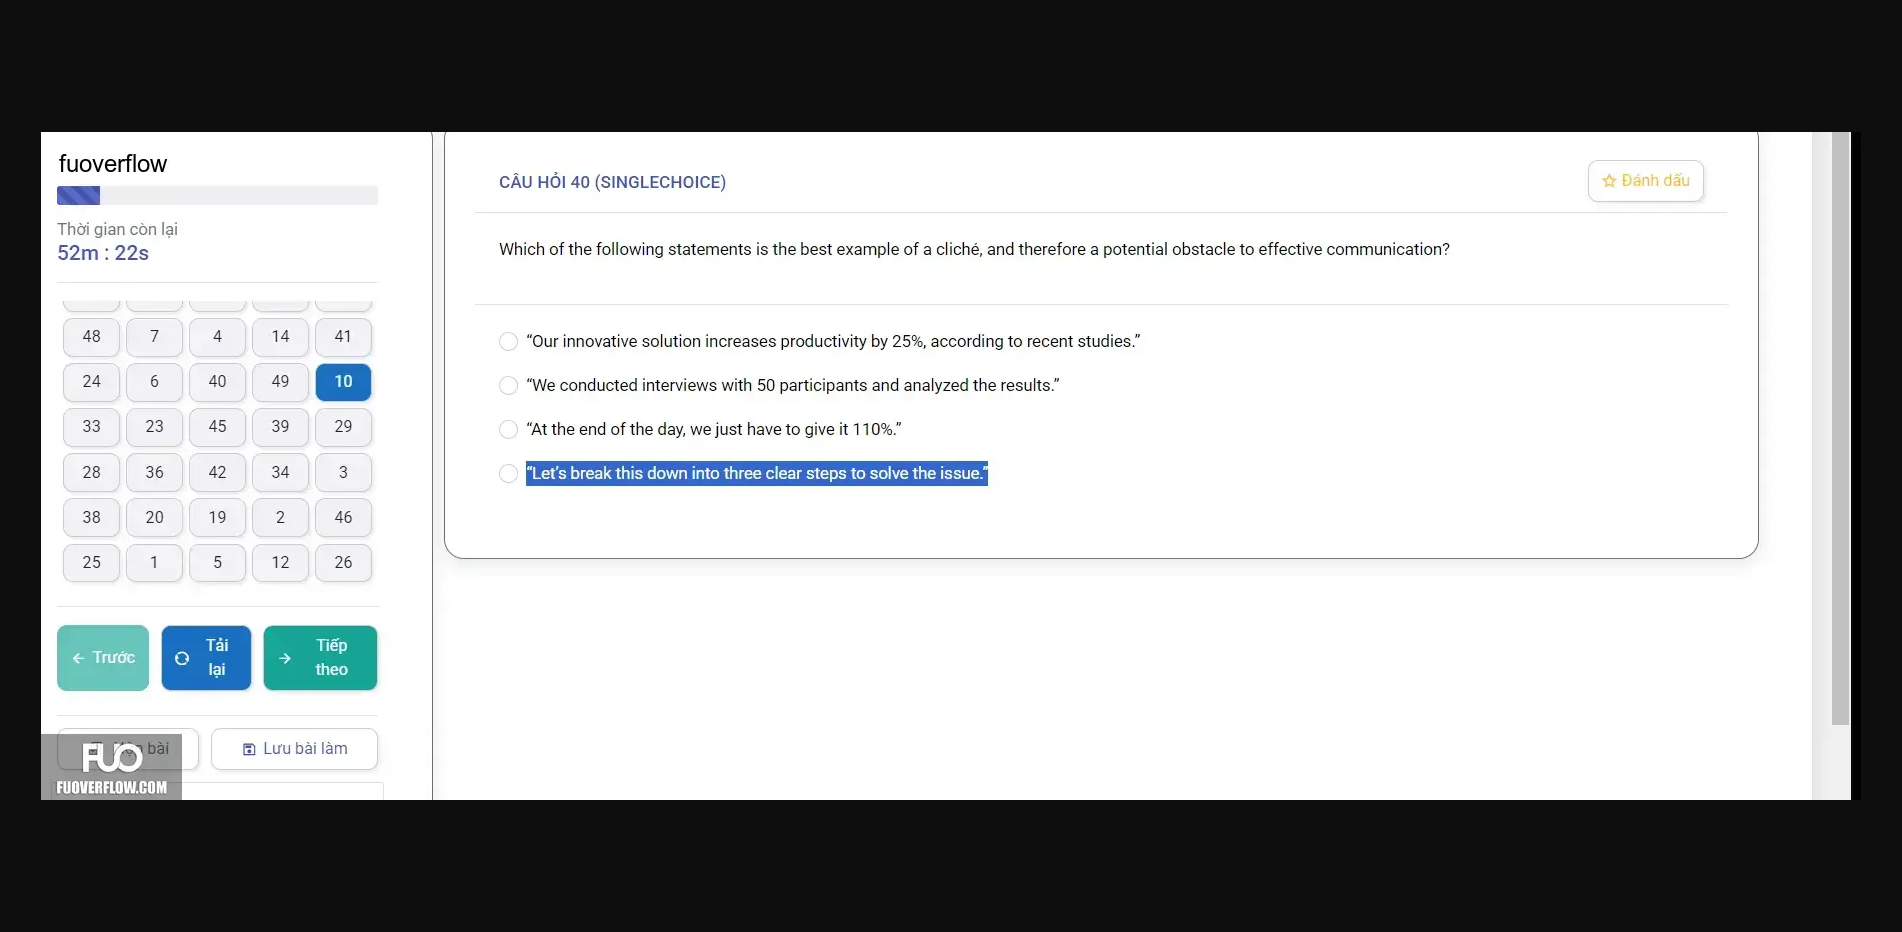 fuoverflow
Thời gian còn lại
52m : 22s
48 7 4 14 41
24 6 40 49 10
33 23 45 39 29
28 36 42 34 3
38 20 19 2 46
25 1 5 12 26
← Trước
Tải lại
→ Tiếp theo
bài
Lưu bài làm
FUO
FUOVERFLOW.COM
CÂU HỎI 40 (SINGLECHOICE)
Đánh dấu
Which of the following statements is the best example of a cliché, and therefore a potential obstacle to effective communication?
“Our innovative solution increases productivity by 25%, according to recent studies.”
“We conducted interviews with 50 participants and analyzed the results.”
“At the end of the day, we just have to give it 110%.”
“Let’s break this down into three clear steps to solve the issue.”